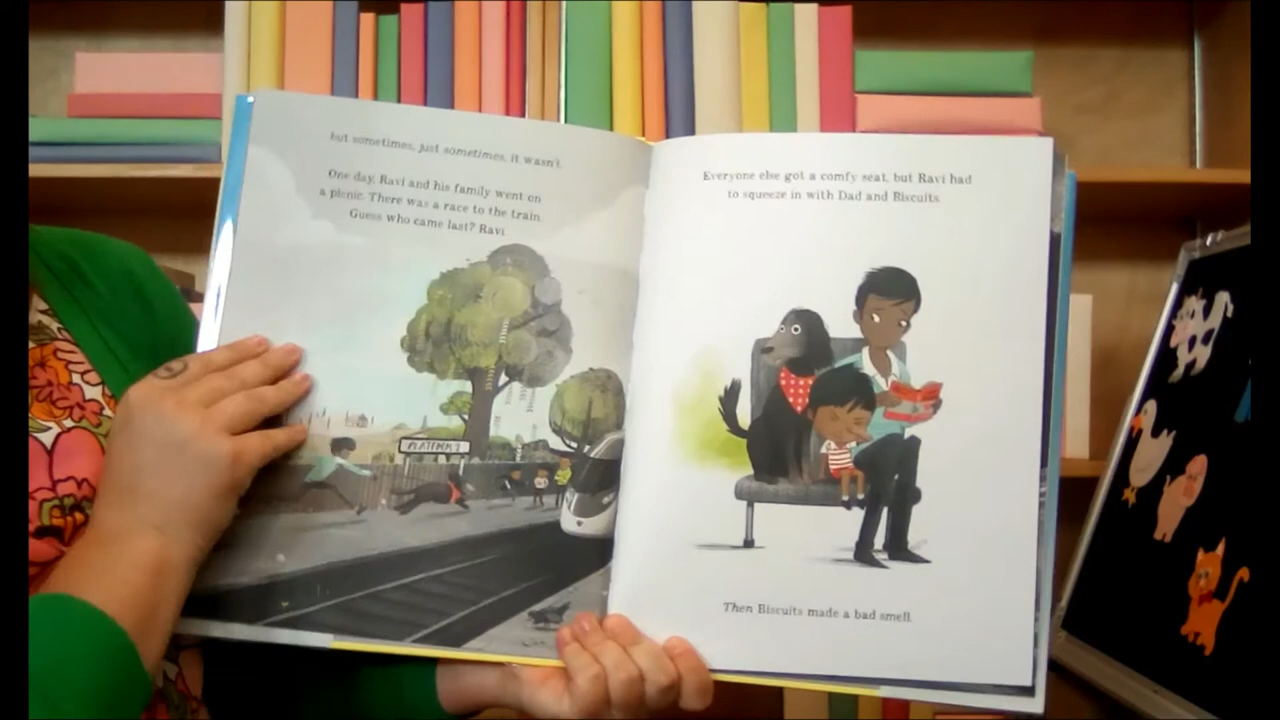 but sometimes, just sometimes, it wasn't.
One day, Ravi and his family went on
a picnic. There was a race to the train.
Guess who came last? Ravi.
PLATFORM 1
Everyone else got a comfy seat, but Ravi had
to squeeze in with Dad and Biscuits.
Then Biscuits made a bad smell.